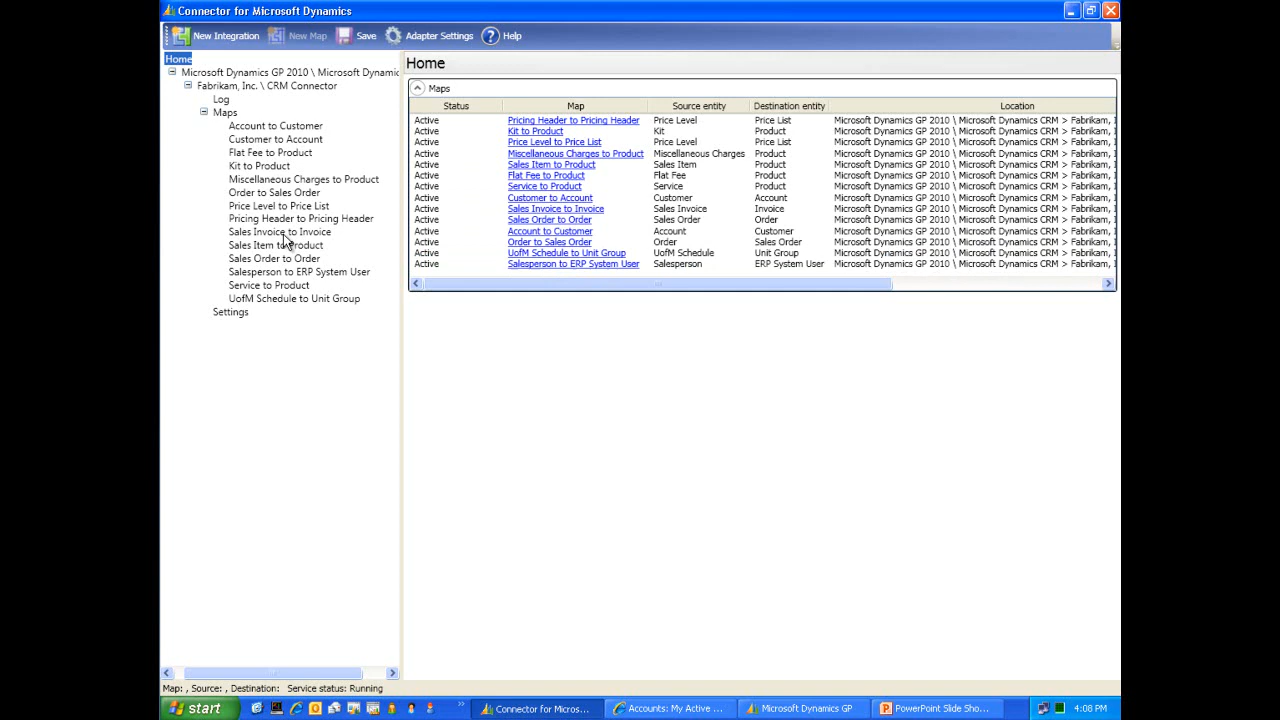 Connector for Microsoft Dynamics
New Integration New Map Save Adapter Settings Help
Home
Microsoft Dynamics GP 2010 \ Microsoft Dynamic
Fabrikam, Inc. \ CRM Connector
Log
Maps
Account to Customer
Customer to Account
Flat Fee to Product
Kit to Product
Miscellaneous Charges to Product
Order to Sales Order
Price Level to Price List
Pricing Header to Pricing Header
Sales Invoice to Invoice
Sales Item to Product
Sales Order to Order
Salesperson to ERP System User
Service to Product
UofM Schedule to Unit Group
Settings
Home
Maps
Status Map Source entity Destination entity Location
Active Pricing Header to Pricing Header Price Level Price List Microsoft Dynamics GP 2010 \ Microsoft Dynamics CRM > Fabrikam, I
Active Kit to Product Kit Product Microsoft Dynamics GP 2010 \ Microsoft Dynamics CRM > Fabrikam, I
Active Price Level to Price List Price Level Price List Microsoft Dynamics GP 2010 \ Microsoft Dynamics CRM > Fabrikam, I
Active Miscellaneous Charges to Product Miscellaneous Charges Product Microsoft Dynamics GP 2010 \ Microsoft Dynamics CRM > Fabrikam, I
Active Sales Item to Product Sales Item Product Microsoft Dynamics GP 2010 \ Microsoft Dynamics CRM > Fabrikam, I
Active Flat Fee to Product Flat Fee Product Microsoft Dynamics GP 2010 \ Microsoft Dynamics CRM > Fabrikam, I
Active Service to Product Service Product Microsoft Dynamics GP 2010 \ Microsoft Dynamics CRM > Fabrikam, I
Active Customer to Account Customer Account Microsoft Dynamics GP 2010 \ Microsoft Dynamics CRM > Fabrikam, I
Active Sales Invoice to Invoice Sales Invoice Invoice Microsoft Dynamics GP 2010 \ Microsoft Dynamics CRM > Fabrikam, I
Active Sales Order to Order Sales Order Order Microsoft Dynamics GP 2010 \ Microsoft Dynamics CRM > Fabrikam, I
Active Account to Customer Account Customer Microsoft Dynamics GP 2010 \ Microsoft Dynamics CRM > Fabrikam, I
Active Order to Sales Order Order Sales Order Microsoft Dynamics GP 2010 \ Microsoft Dynamics CRM > Fabrikam, I
Active UofM Schedule to Unit Group UofM Schedule Unit Group Microsoft Dynamics GP 2010 \ Microsoft Dynamics CRM > Fabrikam, I
Active Salesperson to ERP System User Salesperson ERP System User Microsoft Dynamics GP 2010 \ Microsoft Dynamics CRM > Fabrikam, I
Map: , Source: , Destination: Service status: Running
start Connector for Micros... Accounts: My Active ... Microsoft Dynamics GP PowerPoint Slide Sho... 4:08 PM